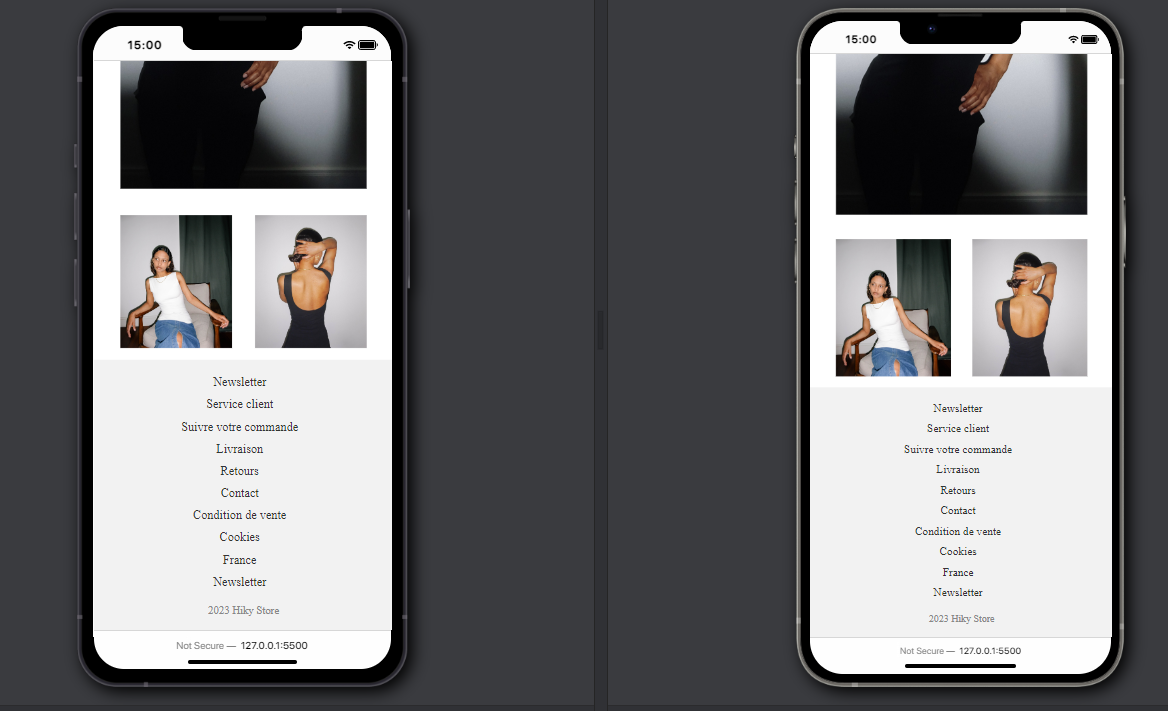 15:00
Newsletter
Service client
Suivre votre commande
Livraison
Retours
Contact
Condition de vente
Cookies
France
Newsletter
2023 Hiky Store
Not Secure — 127.0.0.1:5500
15:00
Newsletter
Service client
Suivre votre commande
Livraison
Retours
Contact
Condition de vente
Cookies
France
Newsletter
2023 Hiky Store
Not Secure — 127.0.0.1:5500